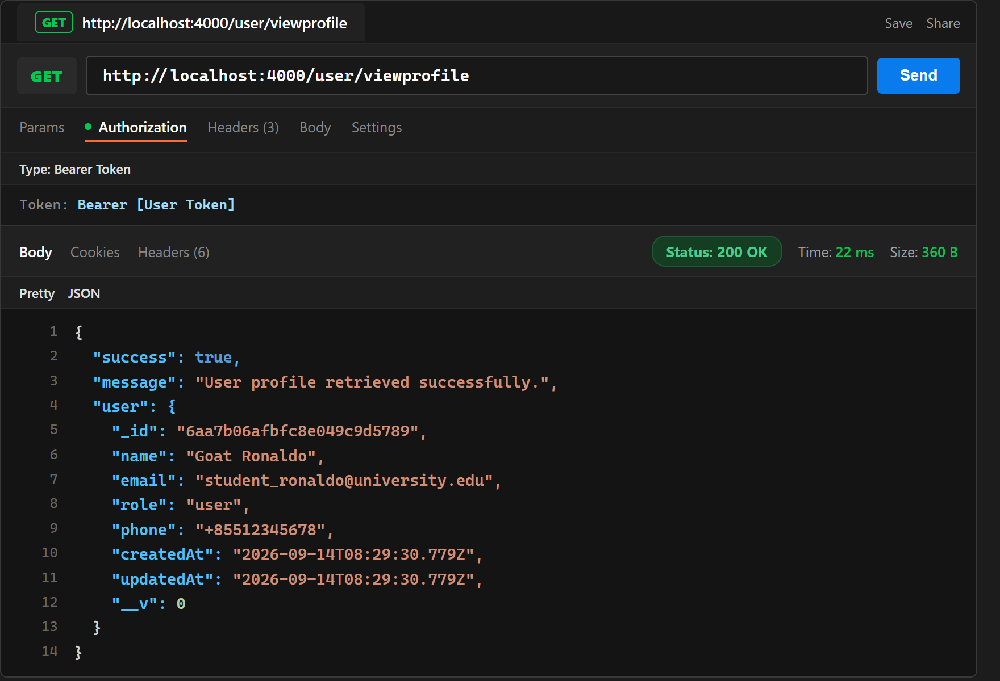 GET http://localhost:4000/user/viewprofile Save Share
GET http://localhost:4000/user/viewprofile Send
Params Authorization Headers (3) Body Settings
Type: Bearer Token
Token: Bearer [User Token]
Body Cookies Headers (6) Status: 200 OK Time: 22 ms Size: 360 B
Pretty JSON
1 {
2 "success": true,
3 "message": "User profile retrieved successfully.",
4 "user": {
5 "_id": "6aa7b06afbfc8e049c9d5789",
6 "name": "Goat Ronaldo",
7 "email": "student_ronaldo@university.edu",
8 "role": "user",
9 "phone": "+85512345678",
10 "createdAt": "2026-09-14T08:29:30.779Z",
11 "updatedAt": "2026-09-14T08:29:30.779Z",
12 "__v": 0
13 }
14 }